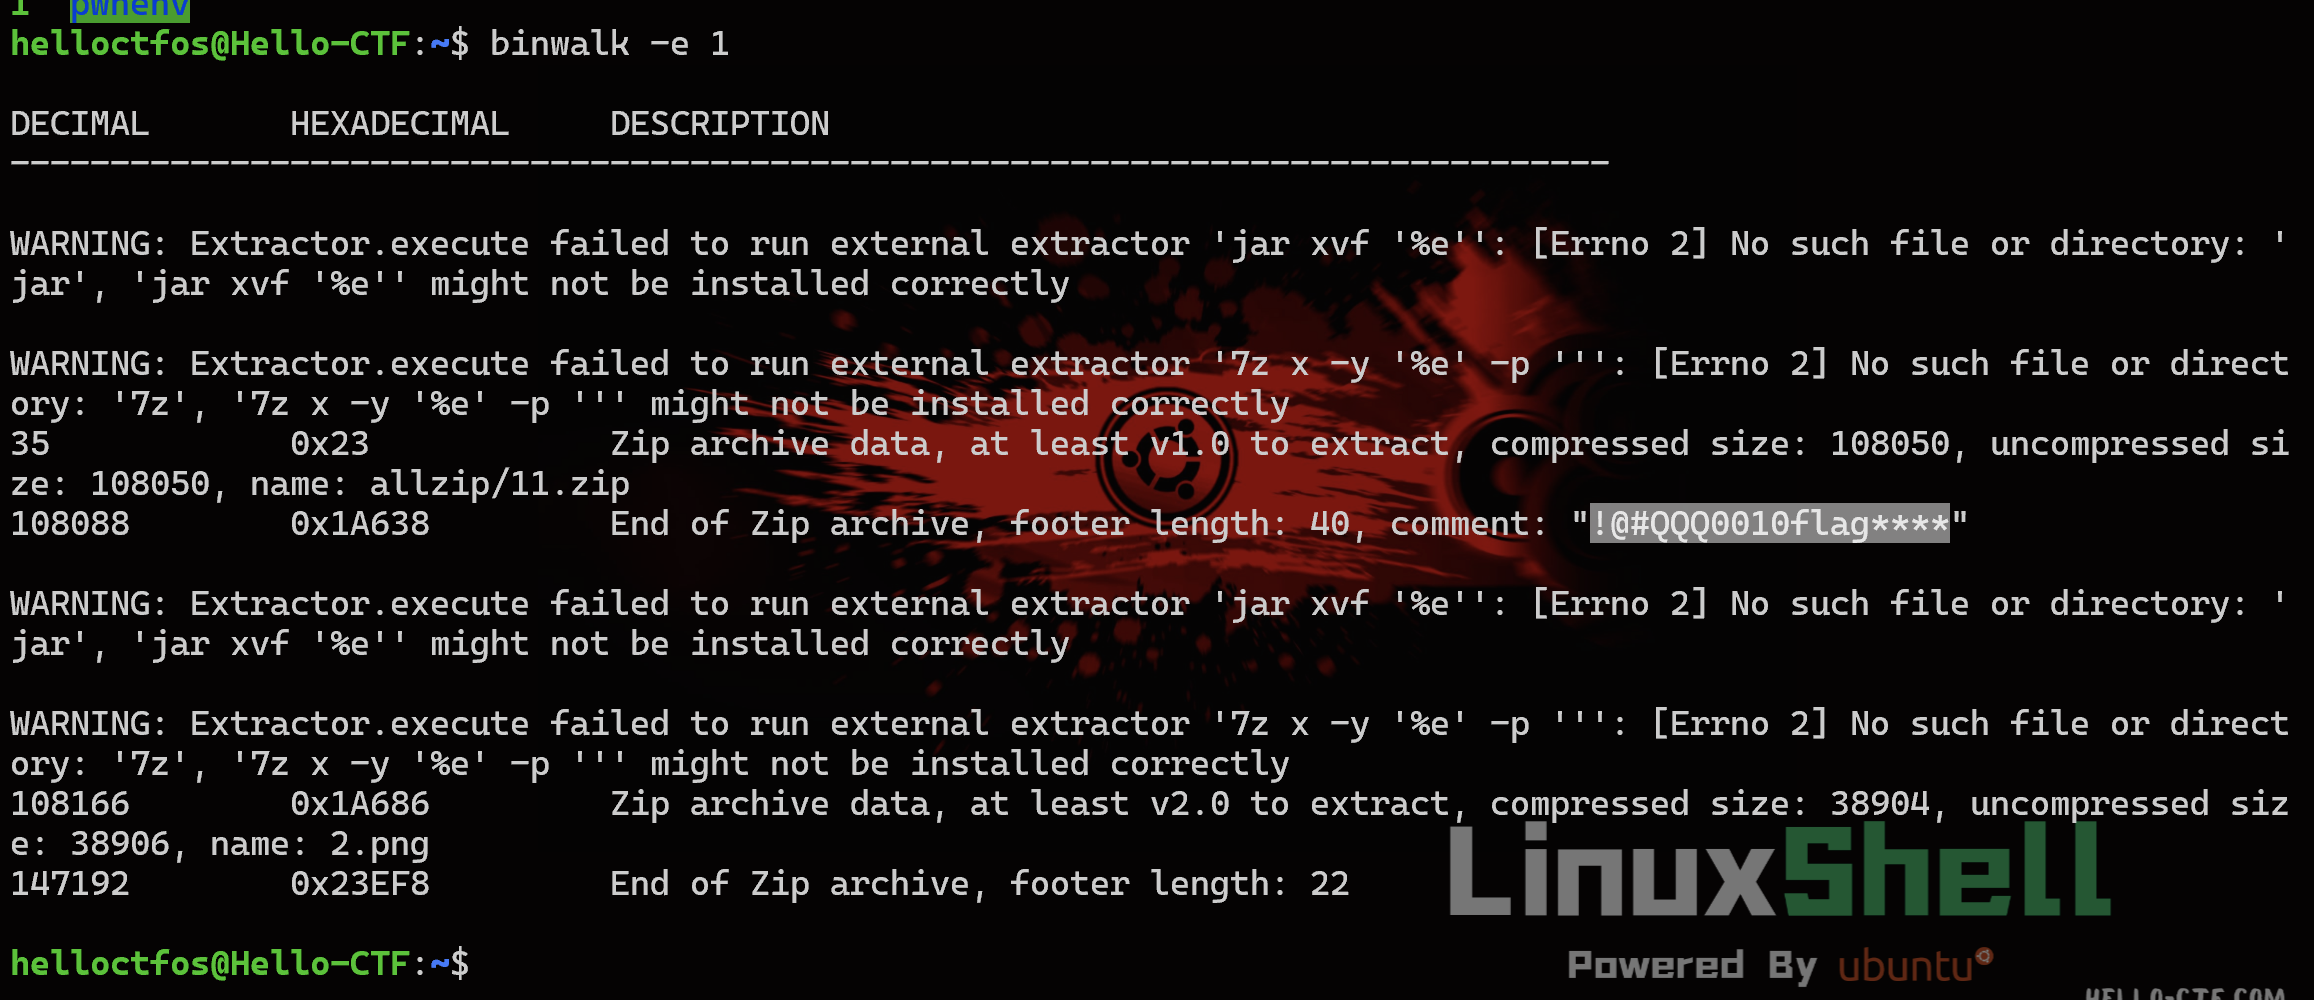 1  pwnenv
helloctfos@Hello-CTF:~$ binwalk -e 1
DECIMAL       HEXADECIMAL     DESCRIPTION
--------------------------------------------------------------------------------
WARNING: Extractor.execute failed to run external extractor 'jar xvf '%e'': [Errno 2] No such file or directory: '
jar', 'jar xvf '%e'' might not be installed correctly
WARNING: Extractor.execute failed to run external extractor '7z x -y '%e' -p ''': [Errno 2] No such file or direct
ory: '7z', '7z x -y '%e' -p ''' might not be installed correctly
35            0x23            Zip archive data, at least v1.0 to extract, compressed size: 108050, uncompressed si
ze: 108050, name: allzip/11.zip
108088        0x1A638         End of Zip archive, footer length: 40, comment: "!@#QQQ0010flag****"
WARNING: Extractor.execute failed to run external extractor 'jar xvf '%e'': [Errno 2] No such file or directory: '
jar', 'jar xvf '%e'' might not be installed correctly
WARNING: Extractor.execute failed to run external extractor '7z x -y '%e' -p ''': [Errno 2] No such file or direct
ory: '7z', '7z x -y '%e' -p ''' might not be installed correctly
108166        0x1A686         Zip archive data, at least v2.0 to extract, compressed size: 38904, uncompressed siz
e: 38906, name: 2.png
147192        0x23EF8         End of Zip archive, footer length: 22
helloctfos@Hello-CTF:~$
LinuxShell
Powered By ubuntu
HELLO-CTF.COM